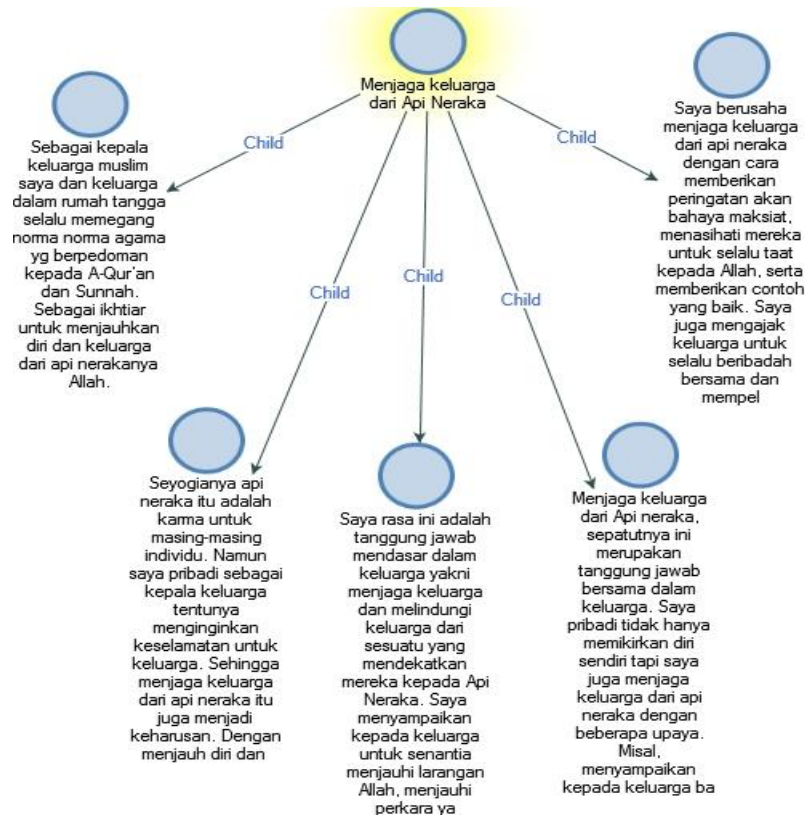 Menjaga keluarga
dari Api Neraka
Child
Child
Child
Child
Child
Sebagai kepala
keluarga muslim
saya dan keluarga
dalam rumah tangga
selalu memegang
norma norma agama
yg berpedoman
kepada A-Qur'an
dan Sunnah.
Sebagai ikhtiar
untuk menjauhkan
diri dan keluarga
dari api nerakanya
Allah.
Saya berusaha
menjaga keluarga
dari api neraka
dengan cara
memberikan
peringatan akan
bahaya maksiat,
menasihati mereka
untuk selalu taat
kepada Allah, serta
memberikan contoh
yang baik. Saya
juga mengajak
keluarga untuk
selalu beribadah
bersama dan
mempel
Seyogianya api
neraka itu adalah
karma untuk
masing-masing
individu. Namun
saya pribadi sebagai
kepala keluarga
tentunya
menginginkan
keselamatan untuk
keluarga. Sehingga
menjaga keluarga
dari api neraka itu
juga menjadi
keharusan. Dengan
menjauh diri dan
Saya rasa ini adalah
tanggung jawab
mendasar dalam
keluarga yakni
menjaga keluarga
dan melindungi
keluarga dari
sesuatu yang
mendekatkan
mereka kepada Api
Neraka. Saya
menyampaikan
kepada keluarga
untuk senantia
menjauhi larangan
Allah, menjauhi
perkara ya
Menjaga keluarga
dari Api neraka,
sepatutnya ini
merupakan
tanggung jawab
bersama dalam
keluarga. Saya
pribadi tidak hanya
memikirkan diri
sendiri tapi saya
juga menjaga
keluarga dari api
neraka dengan
beberapa upaya.
Misal,
menyampaikan
kepada keluarga ba